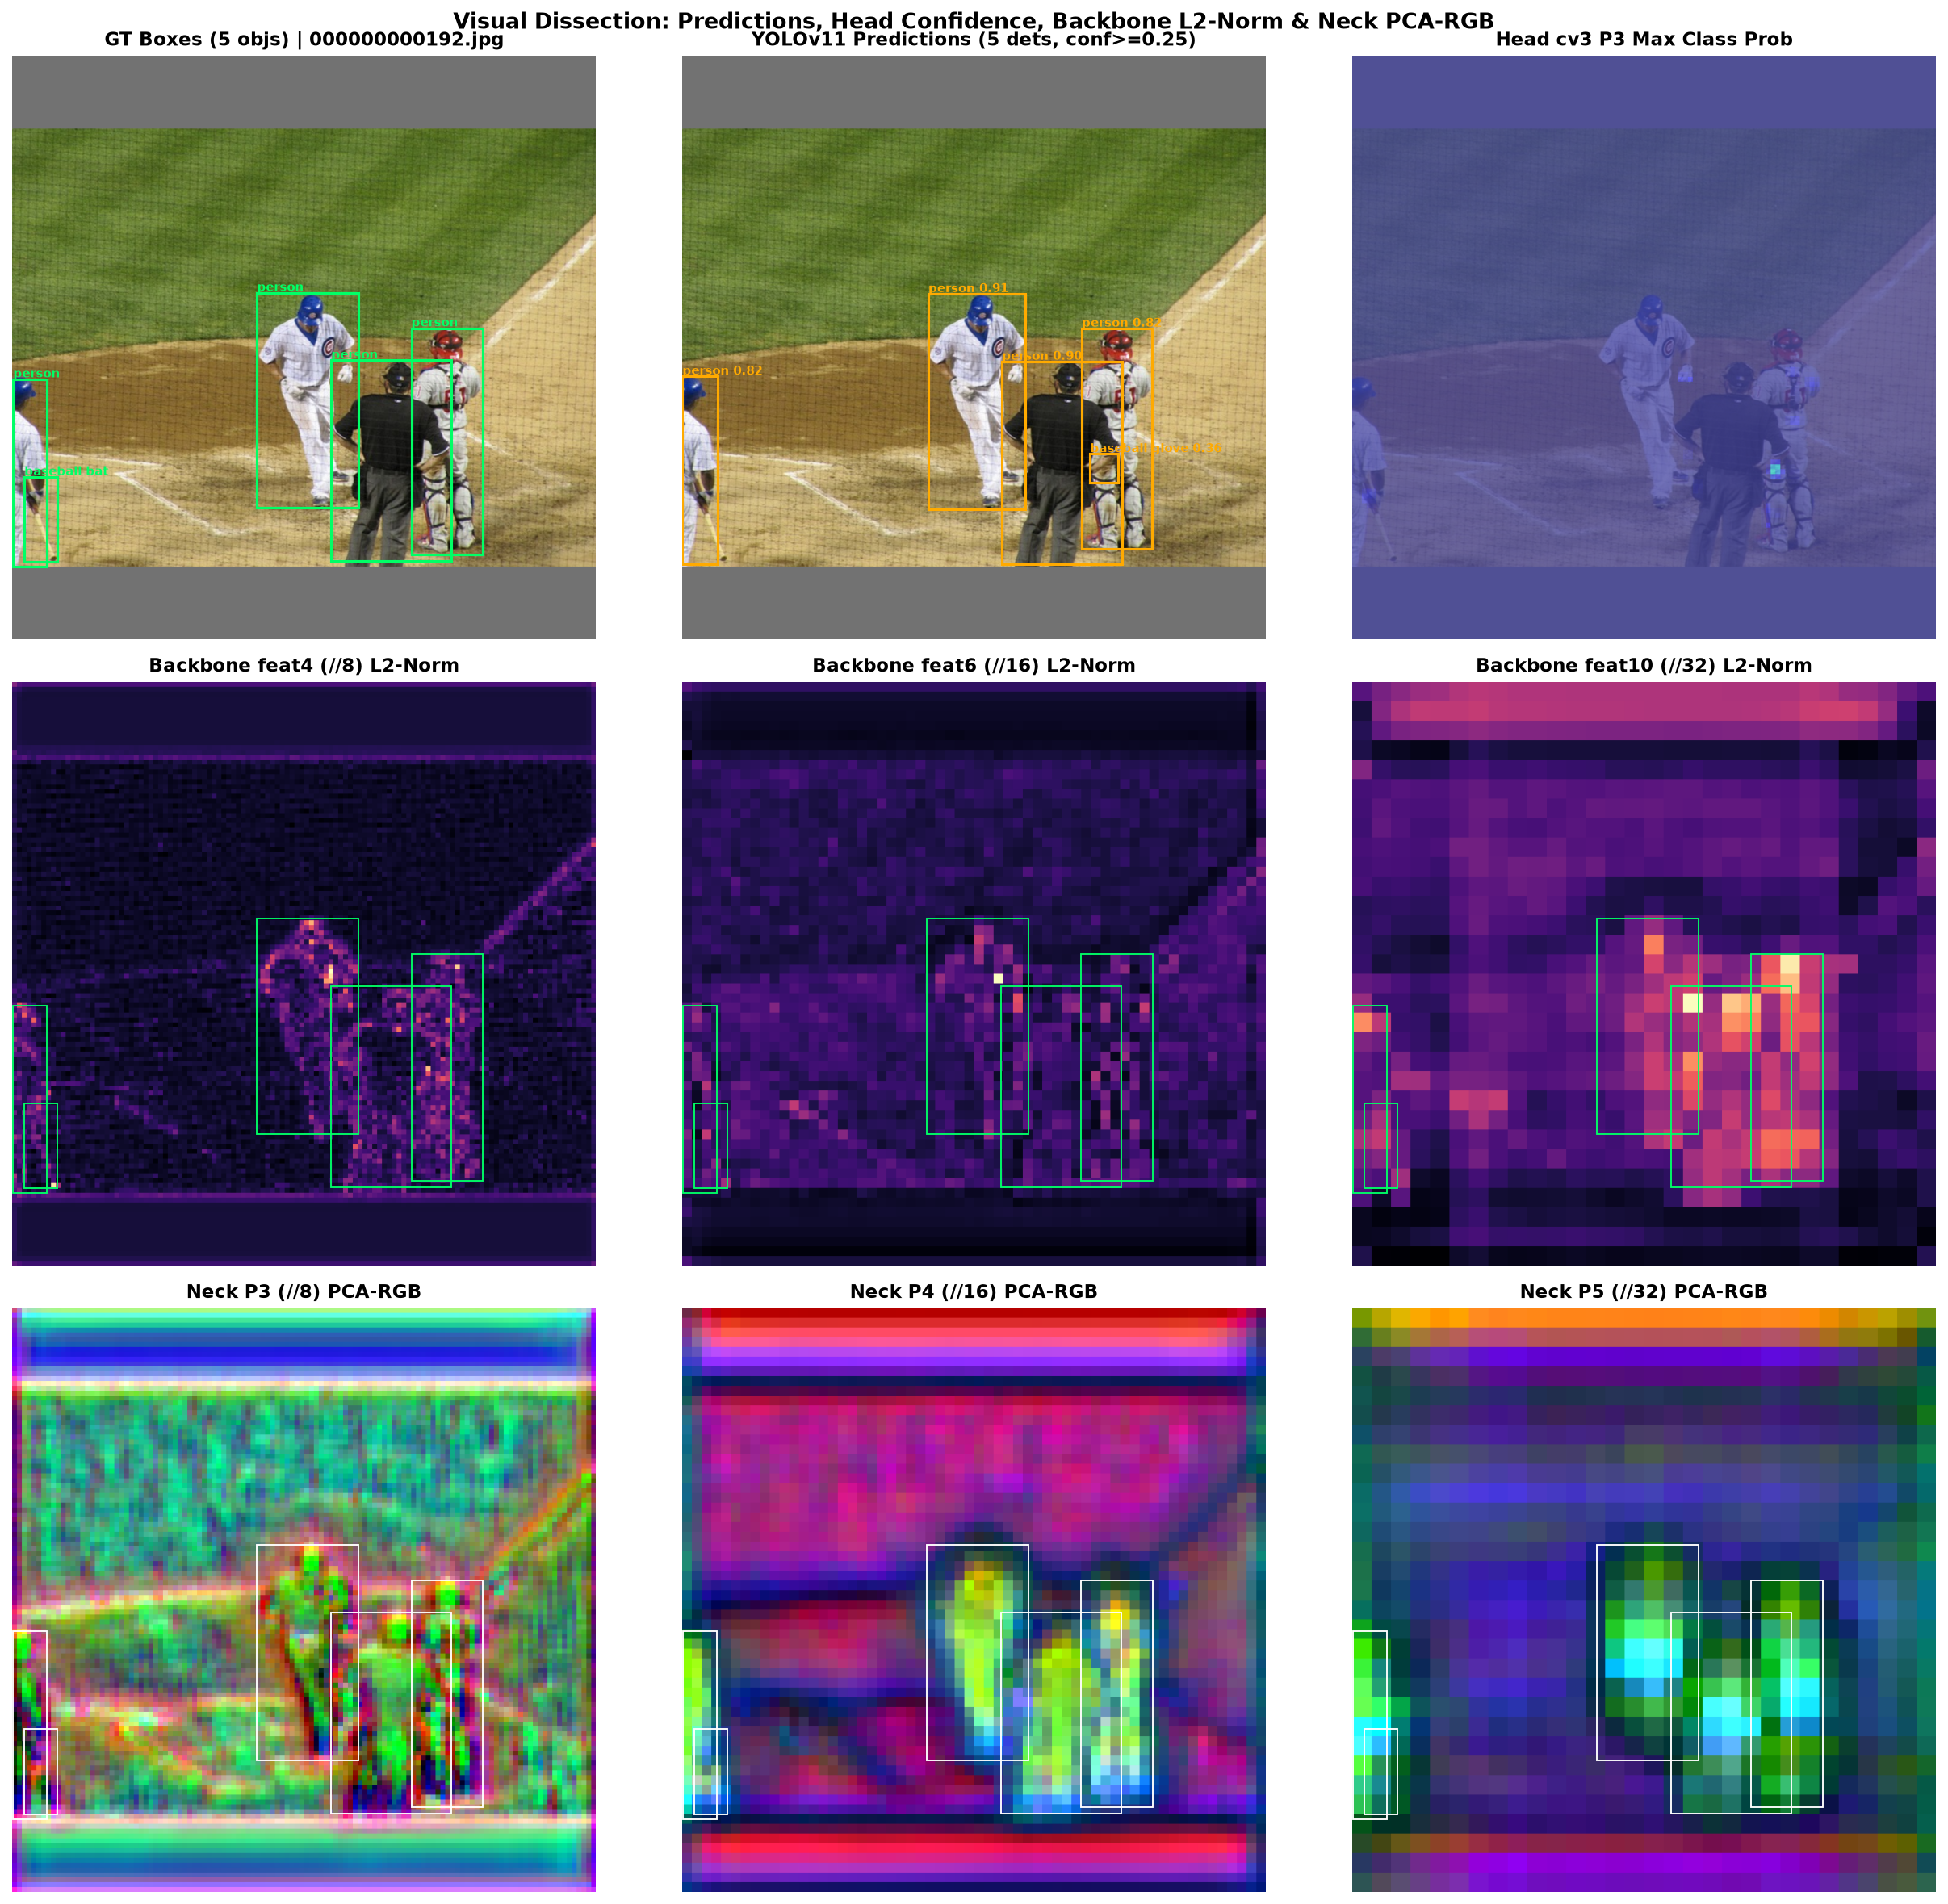 Visual Dissection: Predictions, Head Confidence, Backbone L2-Norm & Neck PCA-RGB
GT Boxes (5 objs) | 000000000192.jpg
YOLOv11 Predictions (5 dets, conf>=0.25)
Head cv3 P3 Max Class Prob
person
person
person
person
baseball bat
person 0.91
person 0.87
person 0.90
person 0.82
baseball glove
Backbone feat4 (//8) L2-Norm
Backbone feat6 (//16) L2-Norm
Backbone feat10 (//32) L2-Norm
Neck P3 (//8) PCA-RGB
Neck P4 (//16) PCA-RGB
Neck P5 (//32) PCA-RGB